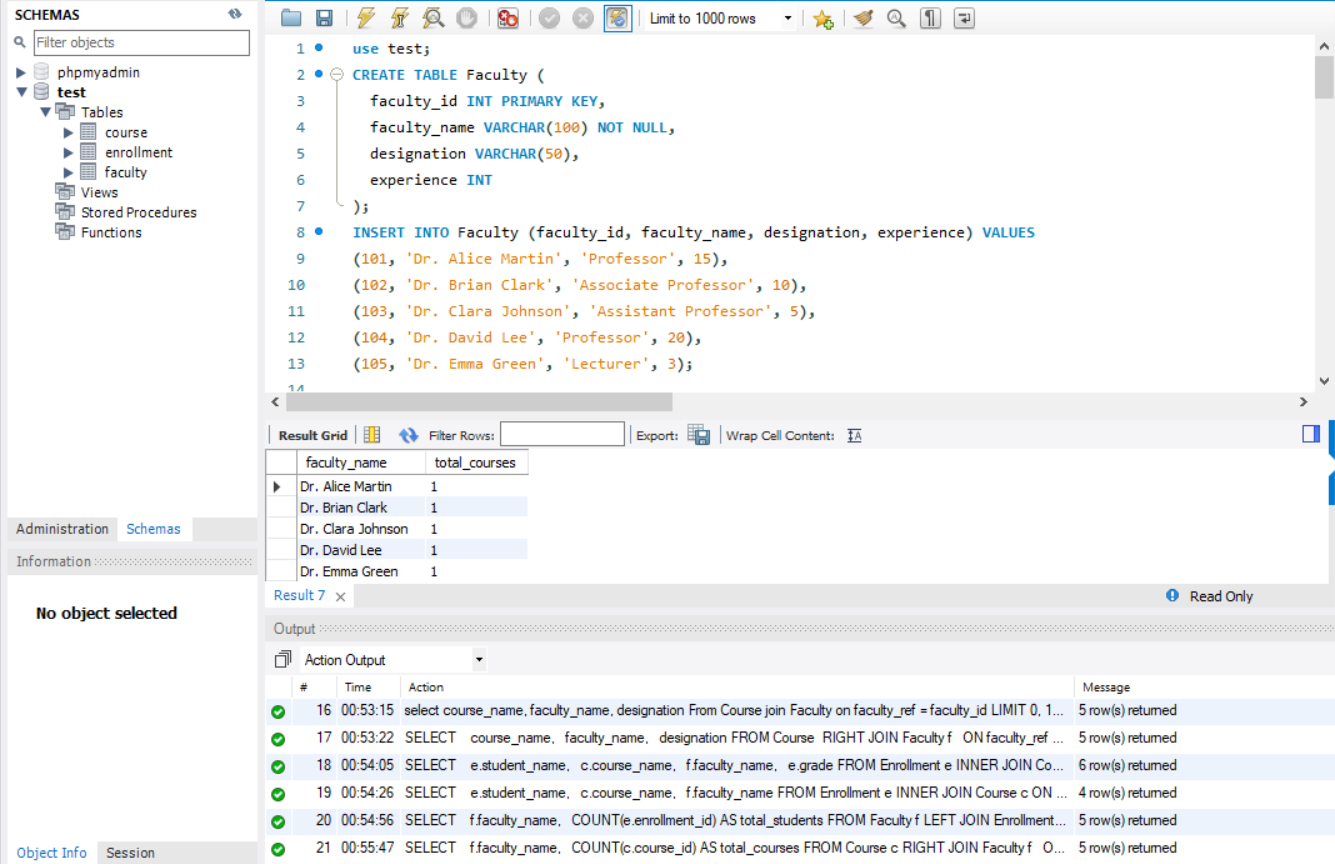 SCHEMAS
Filter objects
phpmyadmin
test
Tables
course
enrollment
faculty
Views
Stored Procedures
Functions
Administration Schemas
Information
No object selected
Object Info Session
Limit to 1000 rows
1 use test;
2 CREATE TABLE Faculty (
3 faculty_id INT PRIMARY KEY,
4 faculty_name VARCHAR(100) NOT NULL,
5 designation VARCHAR(50),
6 experience INT
7 );
8 INSERT INTO Faculty (faculty_id, faculty_name, designation, experience) VALUES
9 (101, 'Dr. Alice Martin', 'Professor', 15),
10 (102, 'Dr. Brian Clark', 'Associate Professor', 10),
11 (103, 'Dr. Clara Johnson', 'Assistant Professor', 5),
12 (104, 'Dr. David Lee', 'Professor', 20),
13 (105, 'Dr. Emma Green', 'Lecturer', 3);
14
Result Grid Filter Rows: Export: Wrap Cell Content:
faculty_name total_courses
Dr. Alice Martin 1
Dr. Brian Clark 1
Dr. Clara Johnson 1
Dr. David Lee 1
Dr. Emma Green 1
Result 7 Read Only
Output
Action Output
# Time Action Message
16 00:53:15 select course_name,faculty_name, designation From Course join Faculty on faculty_ref = faculty_id LIMIT 0, 1... 5 row(s) returned
17 00:53:22 SELECT course_name, faculty_name, designation FROM Course RIGHT JOIN Faculty f ON faculty_ref ... 5 row(s) returned
18 00:54:05 SELECT e.student_name, c.course_name, f.faculty_name, e.grade FROM Enrollment e INNER JOIN Co... 6 row(s) returned
19 00:54:26 SELECT e.student_name, c.course_name, f.faculty_name FROM Enrollment e INNER JOIN Course c ON ... 4 row(s) returned
20 00:54:56 SELECT f.faculty_name, COUNT(e.enrollment_id) AS total_students FROM Faculty f LEFT JOIN Enrollment... 5 row(s) returned
21 00:55:47 SELECT f.faculty_name, COUNT(c.course_id) AS total_courses FROM Course c RIGHT JOIN Faculty f O... 5 row(s) returned